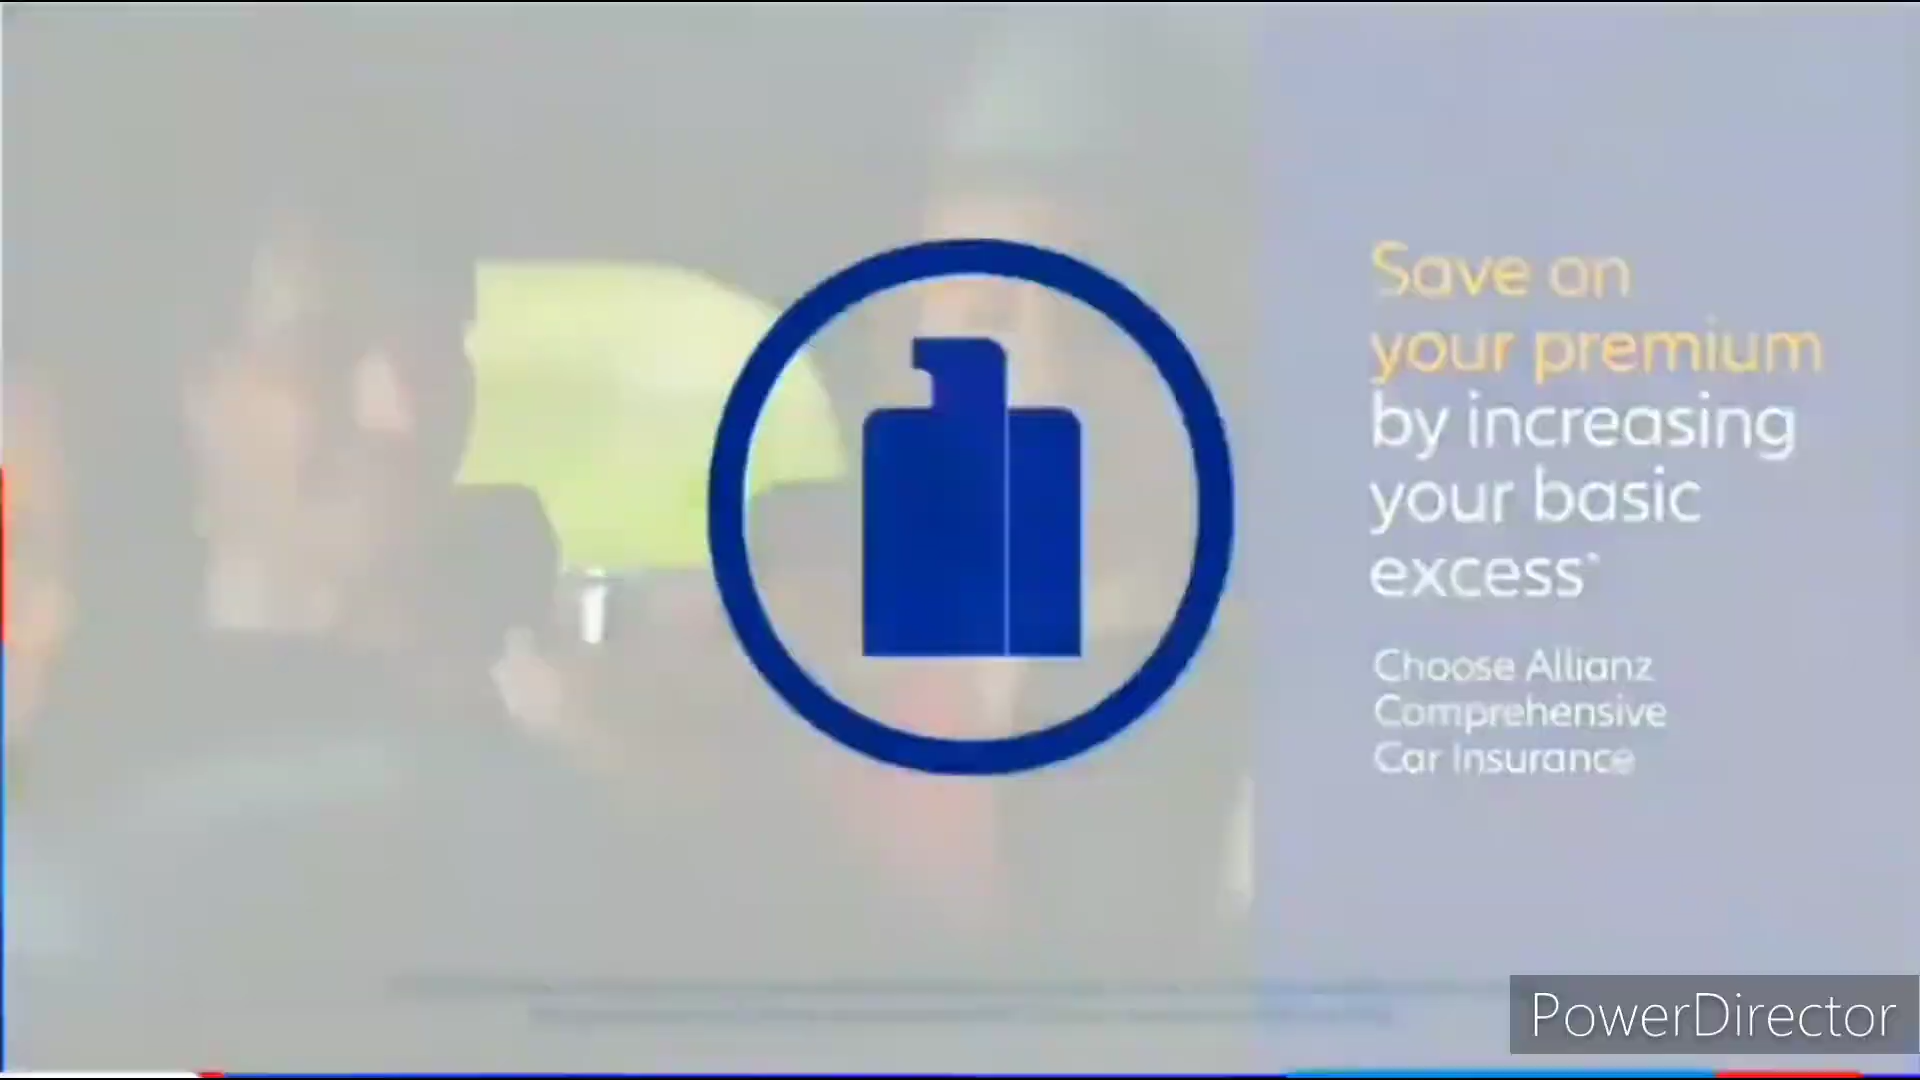 Save on
your premium
by increasing
your basic
excess*
Choose Allianz
Comprehensive
Car Insurance
PowerDirector